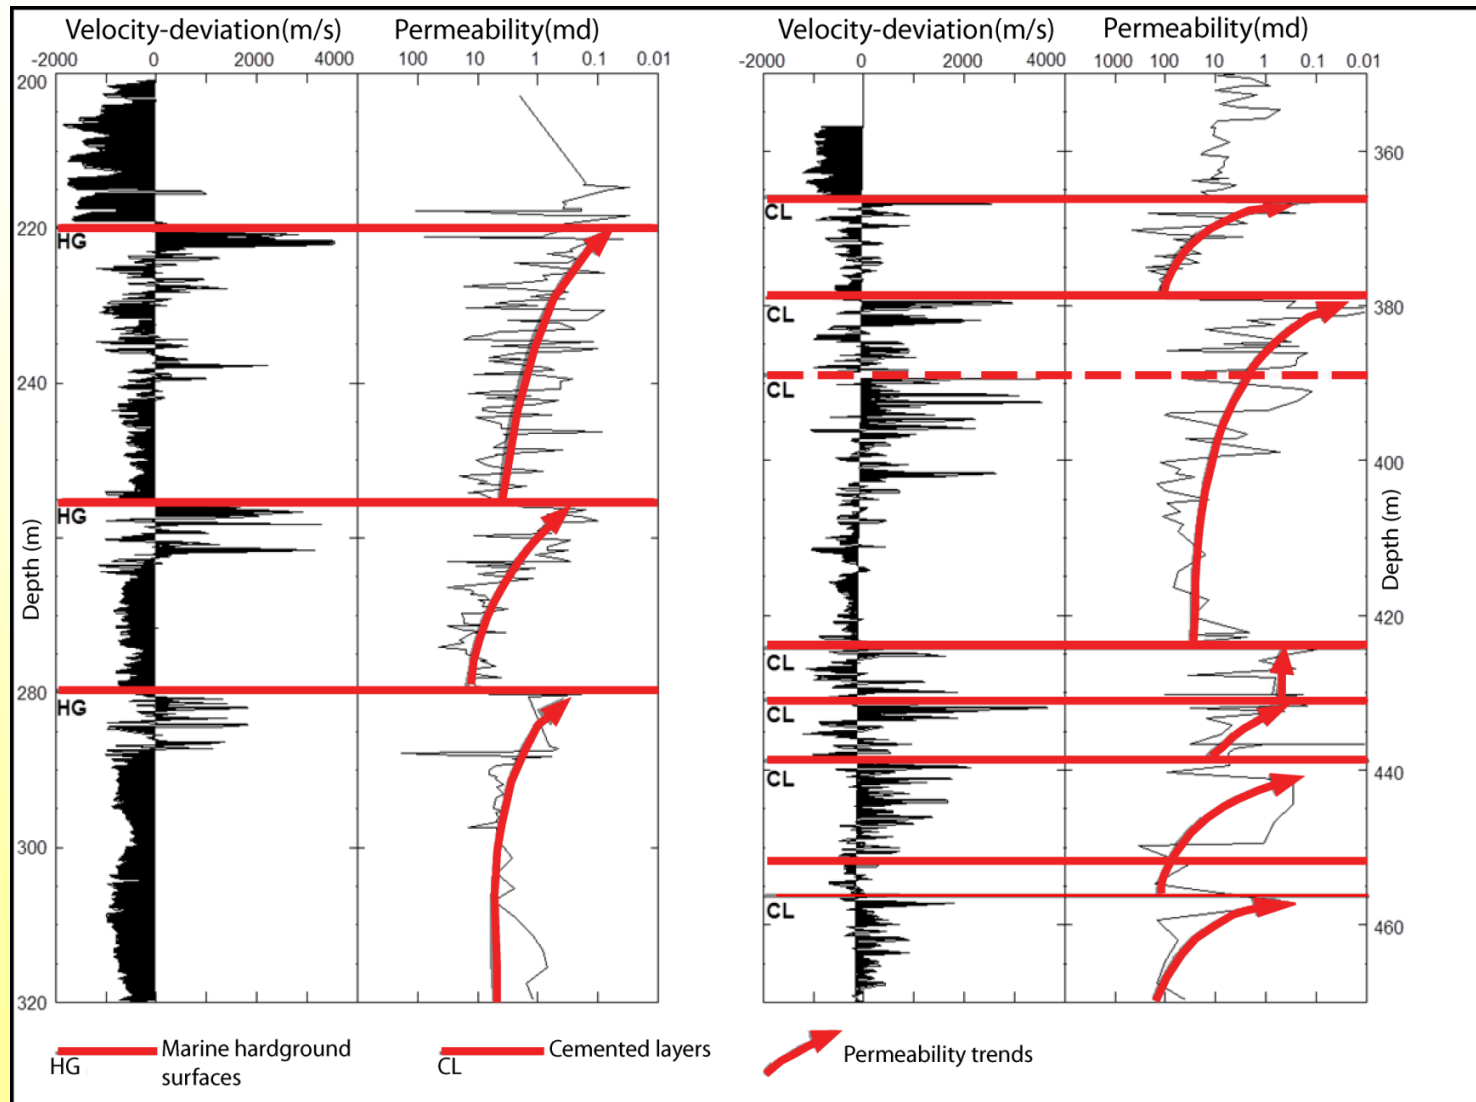 Velocity-deviation(m/s) Permeability(md)
-2000 0 2000 4000 100 10 1 0.1 0.01
200
220
HG
240
HG
Depth (m)
280
HG
300
320
Velocity-deviation(m/s) Permeability(md)
-2000 0 2000 4000 1000 100 10 1 0.1 0.01
360
CL
380
CL
CL
400
Depth (m)
420
CL
CL
440
CL
CL
460
HG Marine hardground
surfaces
CL Cemented layers
Permeability trends